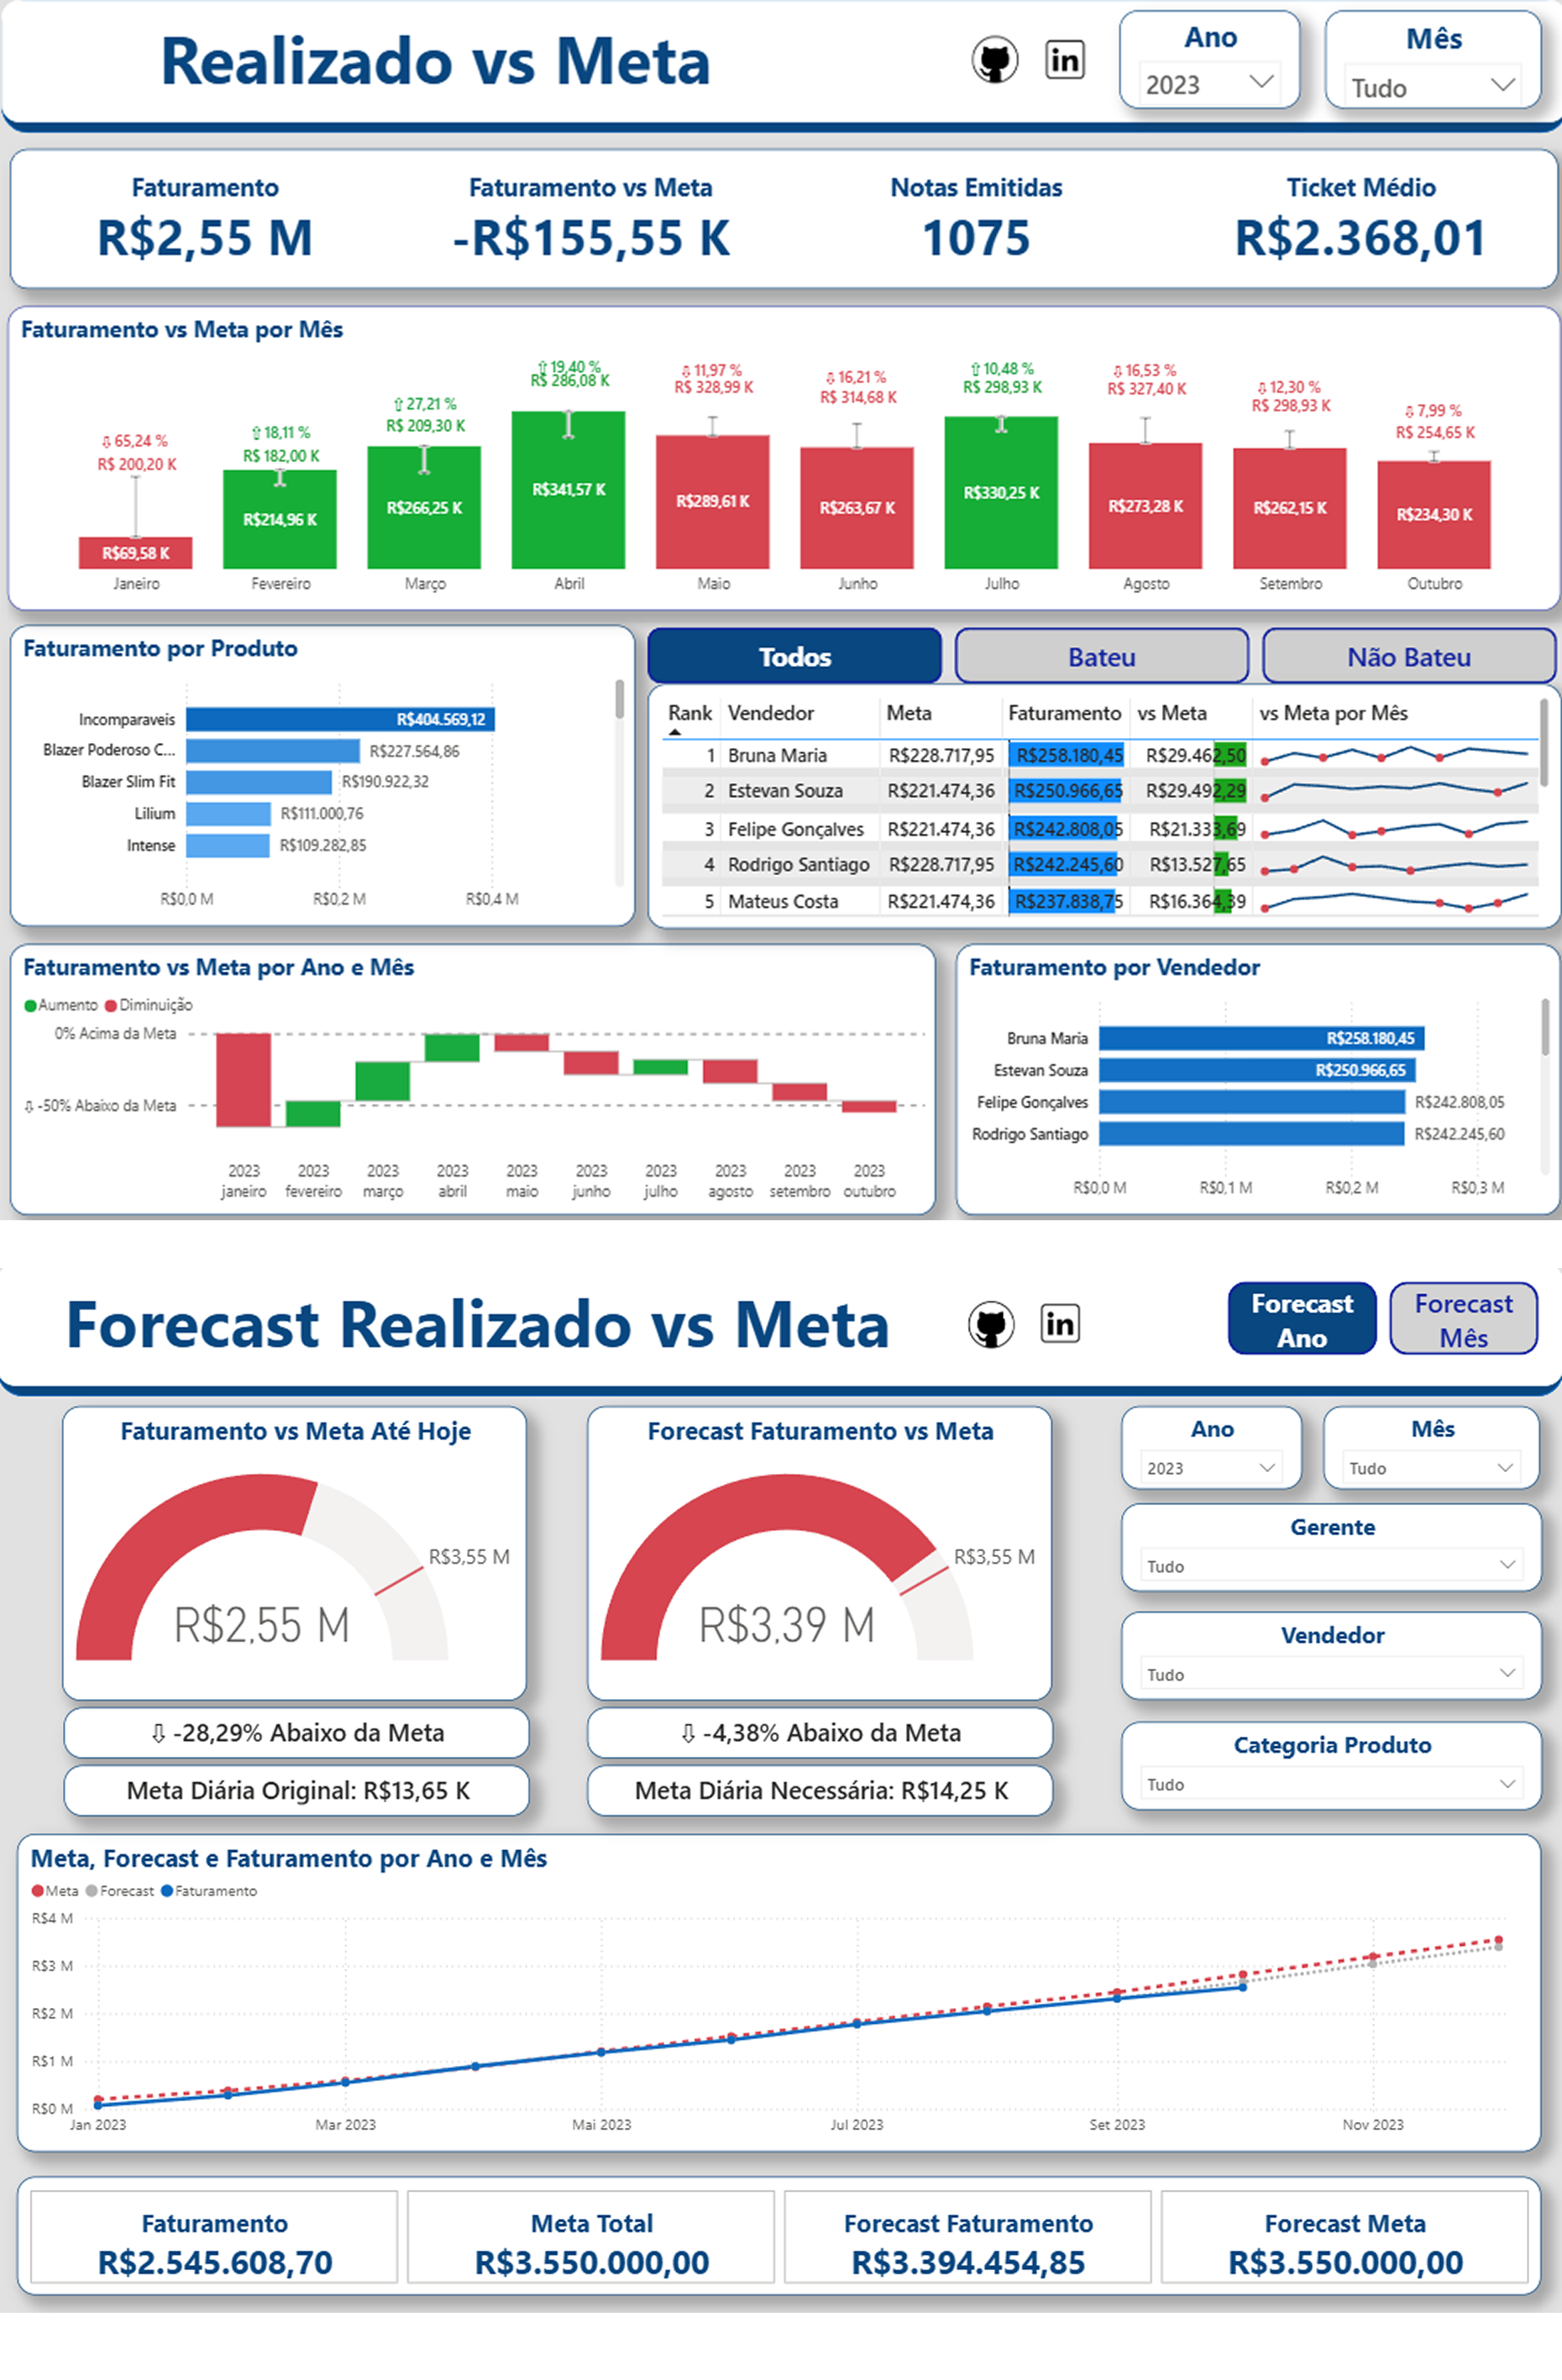 Realizado vs Meta
in
Ano
2023
Mês
Tudo
Faturamento
R$2,55 M
Faturamento vs Meta
-R$155,55 K
Notas Emitidas
1075
Ticket Médio
R$2.368,01
Faturamento vs Meta por Mês
⇩ 65,24 %
R$ 200,20 K
R$69,58 K
Janeiro
⇧ 18,11 %
R$ 182,00 K
R$214,96 K
Fevereiro
⇧ 27,21 %
R$ 209,30 K
R$266,25 K
Março
⇧ 19,40 %
R$ 286,08 K
R$341,57 K
Abril
⇩ 11,97 %
R$ 328,99 K
R$289,61 K
Maio
⇩ 16,21 %
R$ 314,68 K
R$263,67 K
Junho
⇧ 10,48 %
R$ 298,93 K
R$330,25 K
Julho
⇩ 16,53 %
R$ 327,40 K
R$273,28 K
Agosto
⇩ 12,30 %
R$ 298,93 K
R$262,15 K
Setembro
⇩ 7,99 %
R$ 254,65 K
R$234,30 K
Outubro
Faturamento por Produto
Incomparaveis R$404.569,12
Blazer Poderoso C... R$227.564,86
Blazer Slim Fit R$190.922,32
Lilium R$111.000,76
Intense R$109.282,85
R$0,0 M R$0,2 M R$0,4 M
Todos Bateu Não Bateu
Rank Vendedor Meta Faturamento vs Meta vs Meta por Mês
1 Bruna Maria R$228.717,95 R$258.180,45 R$29.462,50
2 Estevan Souza R$221.474,36 R$250.966,65 R$29.492,29
3 Felipe Gonçalves R$221.474,36 R$242.808,05 R$21.333,69
4 Rodrigo Santiago R$228.717,95 R$242.245,60 R$13.527,65
5 Mateus Costa R$221.474,36 R$237.838,75 R$16.364,39
Faturamento vs Meta por Ano e Mês
Aumento Diminuição
0% Acima da Meta
⇩ -50% Abaixo da Meta
2023 2023 2023 2023 2023 2023 2023 2023 2023 2023
janeiro fevereiro março abril maio junho julho agosto setembro outubro
Faturamento por Vendedor
Bruna Maria R$258.180,45
Estevan Souza R$250.966,65
Felipe Gonçalves R$242.808,05
Rodrigo Santiago R$242.245,60
R$0,0 M R$0,1 M R$0,2 M R$0,3 M
Forecast Realizado vs Meta
in
Forecast
Ano
Forecast
Mês
Faturamento vs Meta Até Hoje
R$3,55 M
R$2,55 M
⇩ -28,29% Abaixo da Meta
Meta Diária Original: R$13,65 K
Forecast Faturamento vs Meta
R$3,55 M
R$3,39 M
⇩ -4,38% Abaixo da Meta
Meta Diária Necessária: R$14,25 K
Ano
2023
Mês
Tudo
Gerente
Tudo
Vendedor
Tudo
Categoria Produto
Tudo
Meta, Forecast e Faturamento por Ano e Mês
Meta Forecast Faturamento
R$4 M
R$3 M
R$2 M
R$1 M
R$0 M
Jan 2023 Mar 2023 Mai 2023 Jul 2023 Set 2023 Nov 2023
Faturamento
R$2.545.608,70
Meta Total
R$3.550.000,00
Forecast Faturamento
R$3.394.454,85
Forecast Meta
R$3.550.000,00